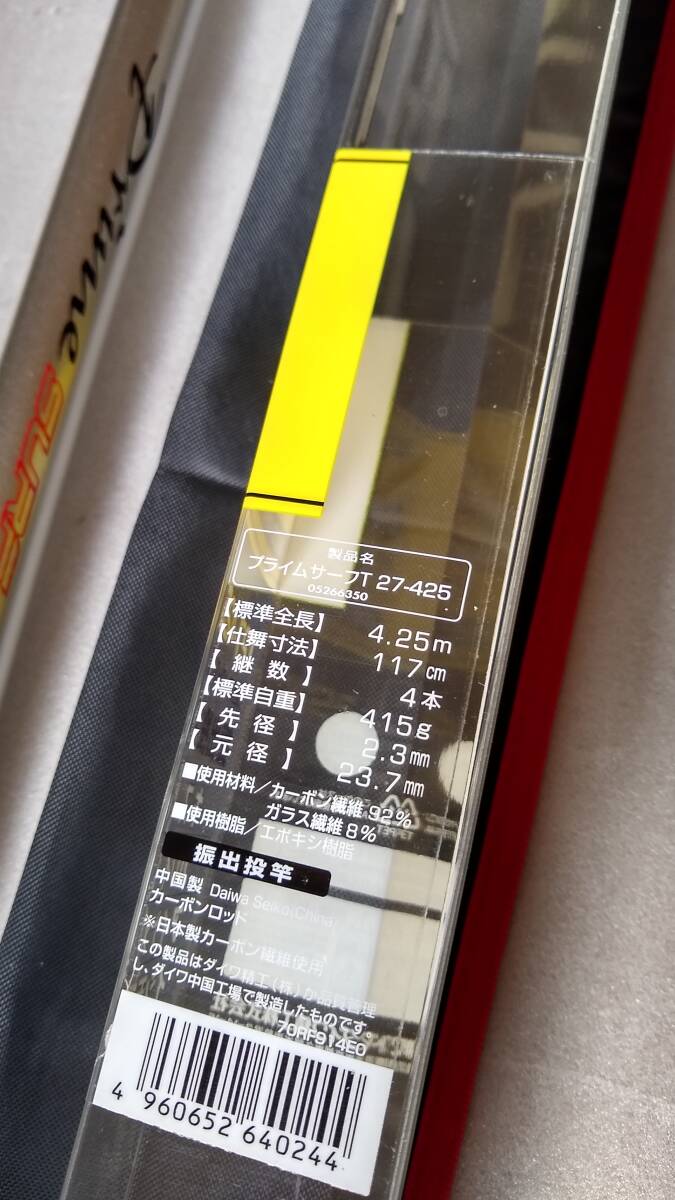 Prime SURF
製品名
プライムサーフT 27-425
05266350
【標準全長】 4.25m
【仕舞寸法】 117cm
【継数】 4本
【標準自重】 415g
【先径】 2.3mm
【元径】 23.7mm
■使用材料／カーボン繊維 92%
ガラス繊維 8%
■使用樹脂／エポキシ樹脂
振出投竿
中国製 Daiwa Seiko(China)
カーボンロッド
※日本製カーボン繊維使用
この製品はダイワ精工(株)が品質管理
し、ダイワ中国工場で製造したものです。
70RF914E0
4 960652 640244